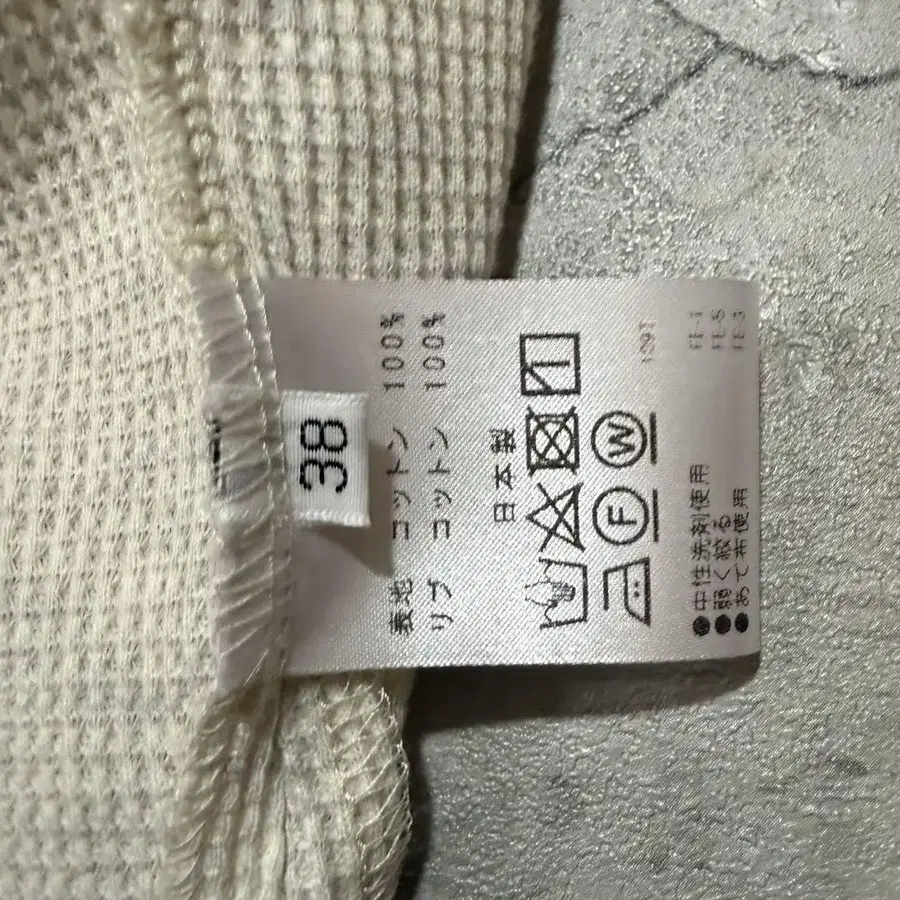 38
表地 コットン 100%
リブ コットン 100%
日本製
F W
1091
●中性洗剤使用
●弱く絞る
●あて布使用